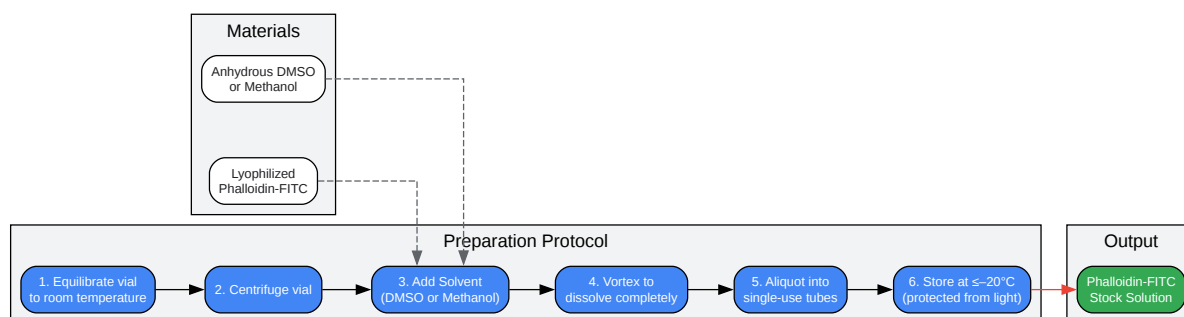 Materials
Anhydrous DMSO
or Methanol
Lyophilized
Phalloidin-FITC
Preparation Protocol
1. Equilibrate vial
to room temperature
2. Centrifuge vial
3. Add Solvent
(DMSO or Methanol)
4. Vortex to
dissolve completely
5. Aliquot into
single-use tubes
6. Store at ≤–20°C
(protected from light)
Output
Phalloidin-FITC
Stock Solution